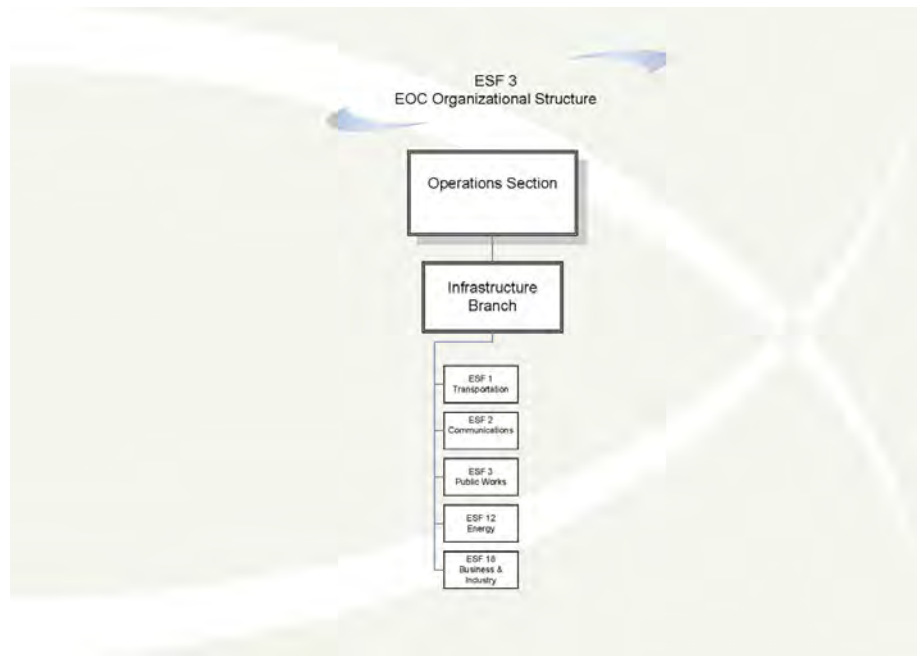 ESF 3
EOC Organizational Structure
Operations Section
Infrastructure
Branch
ESF 1
Transportation
ESF 2
Communications
ESF 3
Public Works
ESF 12
Energy
ESF 18
Business &
Industry